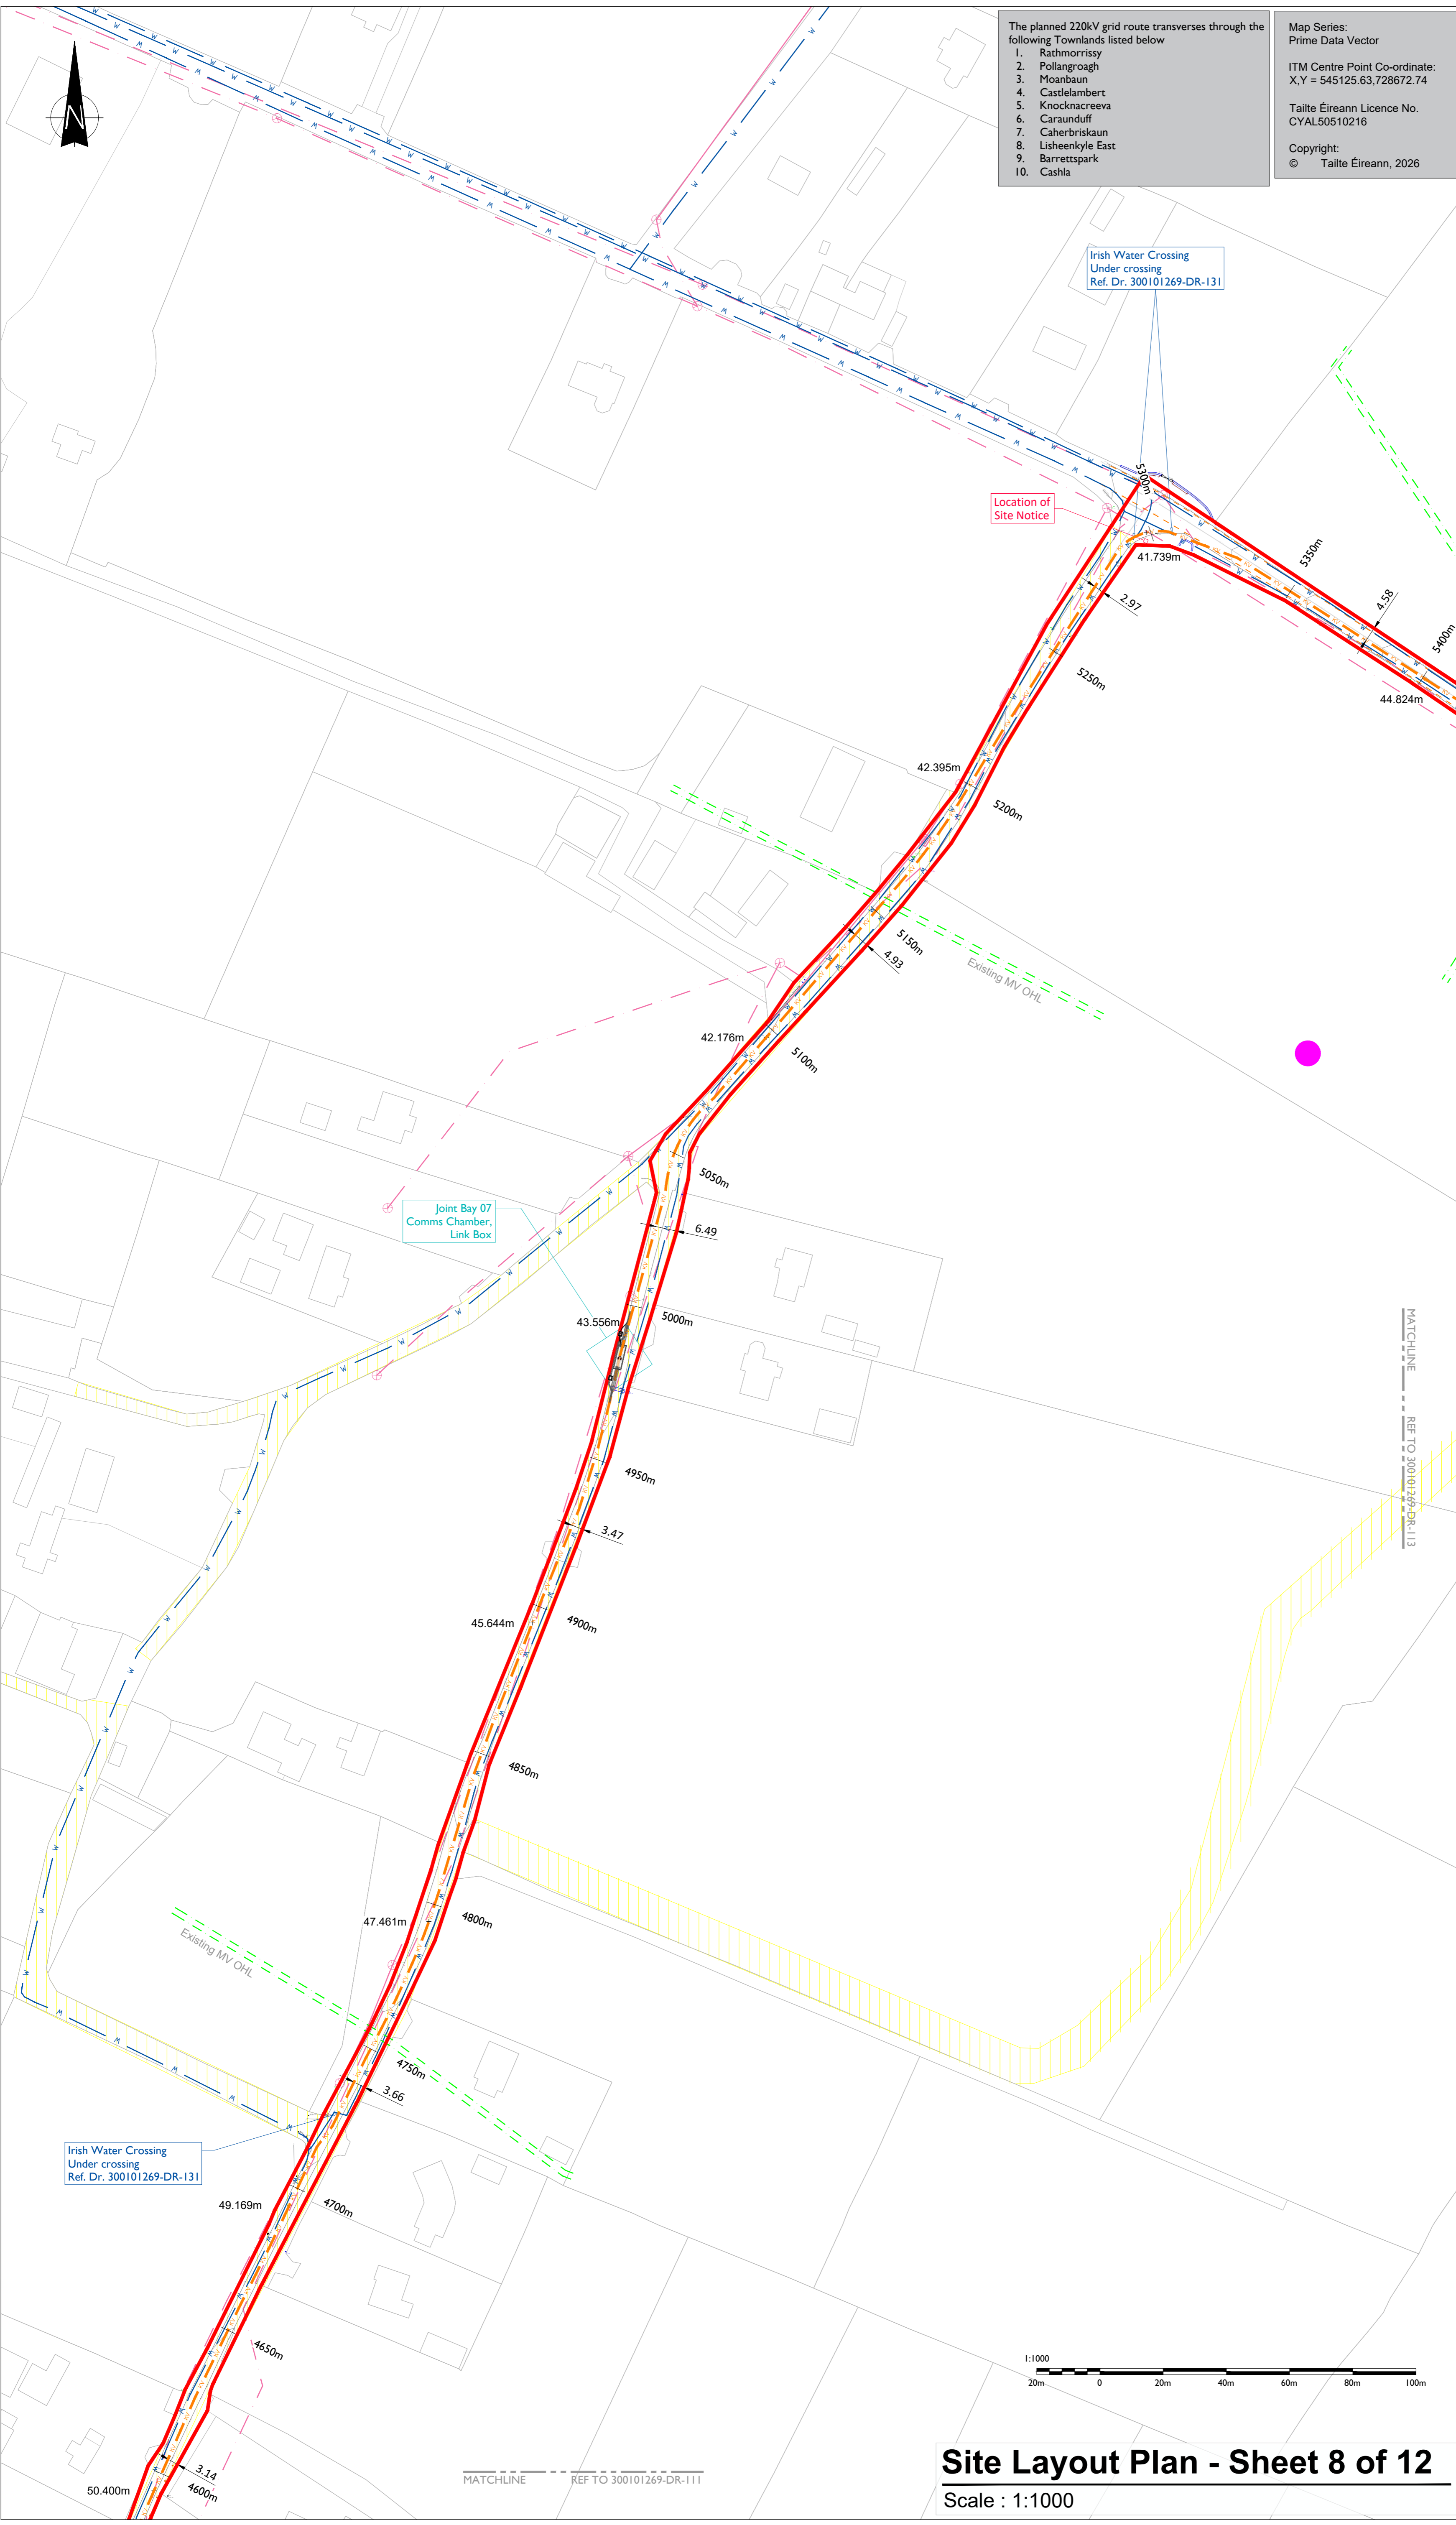 The planned 220kV grid route transverses through the
following Townlands listed below
1. Rathmorrissy
2. Pollangroagh
3. Moanbaun
4. Castlelambert
5. Knocknacreeva
6. Caraunduff
7. Caherbriskaun
8. Lisheenkyle East
9. Barrettspark
10. Cashla
Map Series:
Prime Data Vector
ITM Centre Point Co-ordinate:
X,Y = 545125.63,728672.74
Tailte Éireann Licence No.
CYAL50510216
Copyright:
© Tailte Éireann, 2026
N
Irish Water Crossing
Under crossing
Ref. Dr. 300101269-DR-131
Location of
Site Notice
5300m
41.739m
5350m
4.58
5400m
44.824m
2.97
5250m
42.395m
5200m
5150m
4.93
Existing MV OHL
42.176m
5100m
5050m
Joint Bay 07
Comms Chamber,
Link Box
6.49
43.556m
5000m
MATCHLINE REF TO 300101269-DR-113
4950m
3.47
45.644m
4900m
4850m
47.461m
4800m
Existing MV OHL
4750m
3.66
Irish Water Crossing
Under crossing
Ref. Dr. 300101269-DR-131
49.169m
4700m
4650m
1:1000
20m 0 20m 40m 60m 80m 100m
3.14
50.400m
4600m
MATCHLINE REF TO 300101269-DR-111
Site Layout Plan - Sheet 8 of 12
Scale : 1:1000